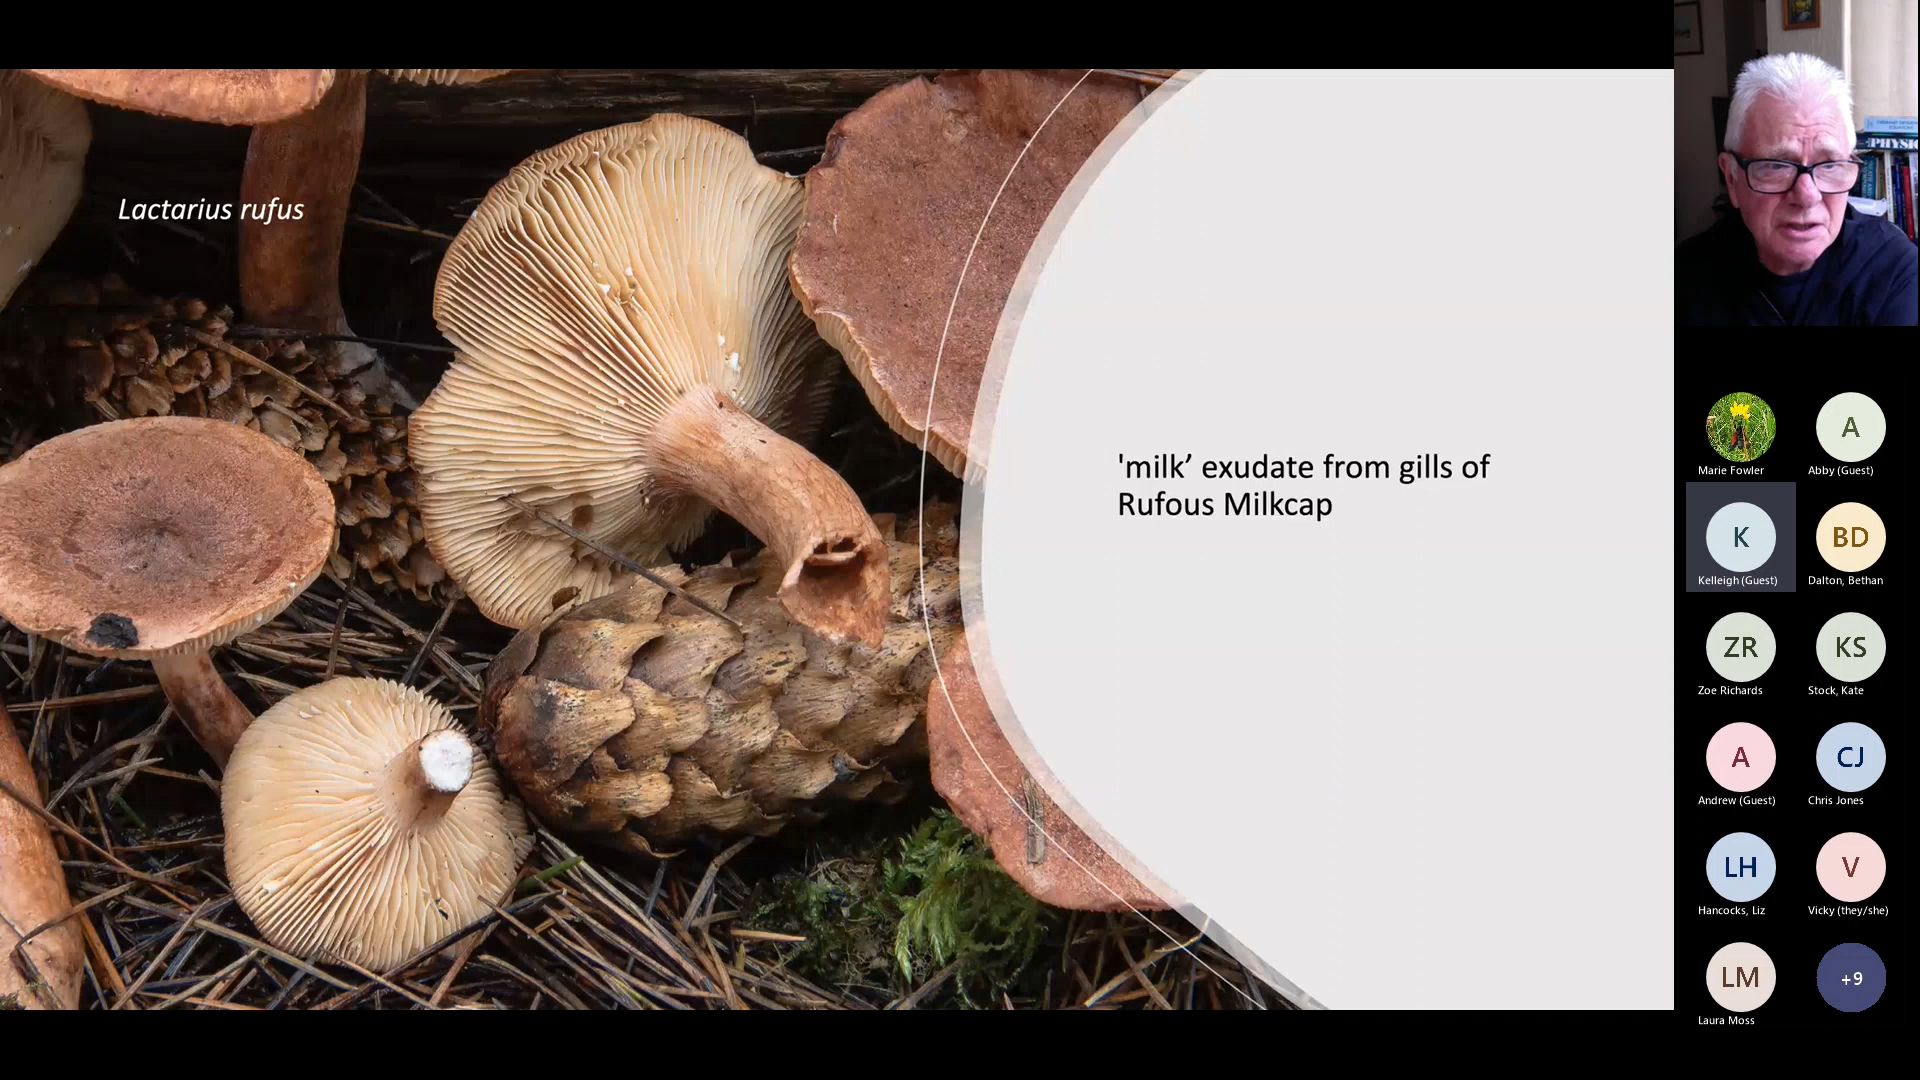 Lactarius rufus
'milk’ exudate from gills of
Rufous Milkcap
PHYSIC
Marie Fowler
A
Abby (Guest)
K
Kelleigh (Guest)
BD
Dalton, Bethan
ZR
Zoe Richards
KS
Stock, Kate
A
Andrew (Guest)
CJ
Chris Jones
LH
Hancocks, Liz
V
Vicky (they/she)
LM
Laura Moss
+9